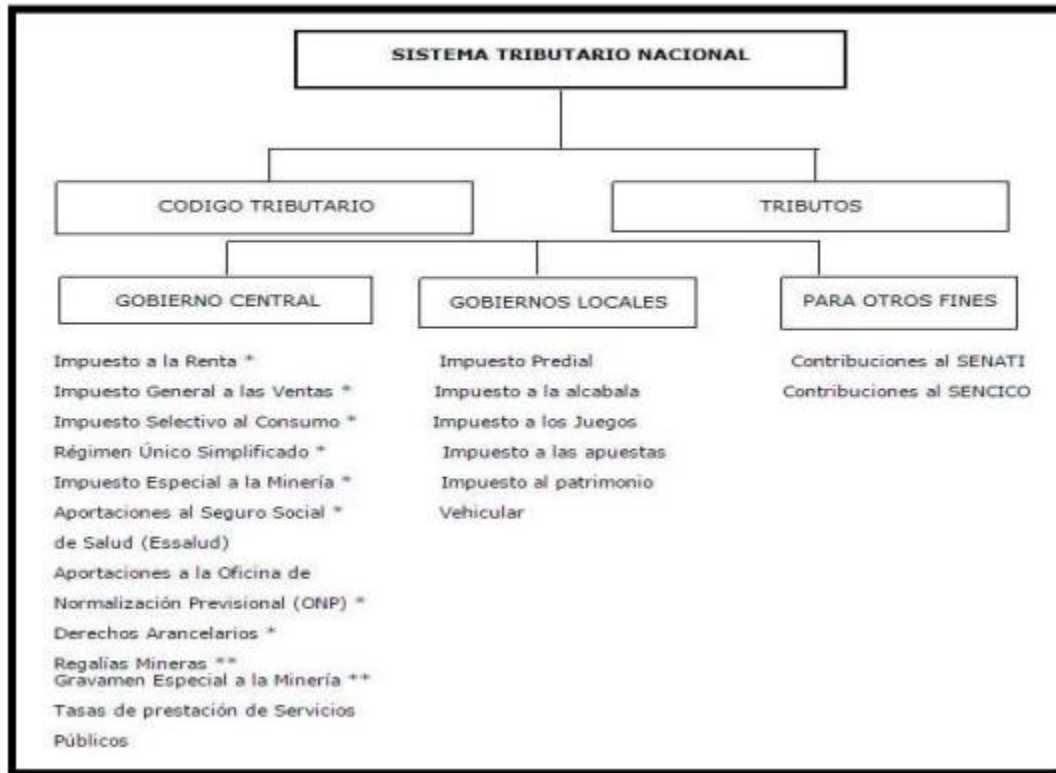 SISTEMA TRIBUTARIO NACIONAL
CODIGO TRIBUTARIO
TRIBUTOS
GOBIERNO CENTRAL
Impuesto a la Renta *
Impuesto General a las Ventas *
Impuesto Selectivo al Consumo *
Régimen Único Simplificado *
Impuesto Especial a la Minería *
Aportaciones al Seguro Social *
de Salud (Essalud)
Aportaciones a la Oficina de
Normalización Previsional (ONP) *
Derechos Arancelarios *
Regalías Mineras **
Gravamen Especial a la Minería **
Tasas de prestación de Servicios
Públicos
GOBIERNOS LOCALES
Impuesto Predial
Impuesto a la alcabala
Impuesto a los Juegos
Impuesto a las apuestas
Impuesto al patrimonio
Vehicular
PARA OTROS FINES
Contribuciones al SENATI
Contribuciones al SENCICO